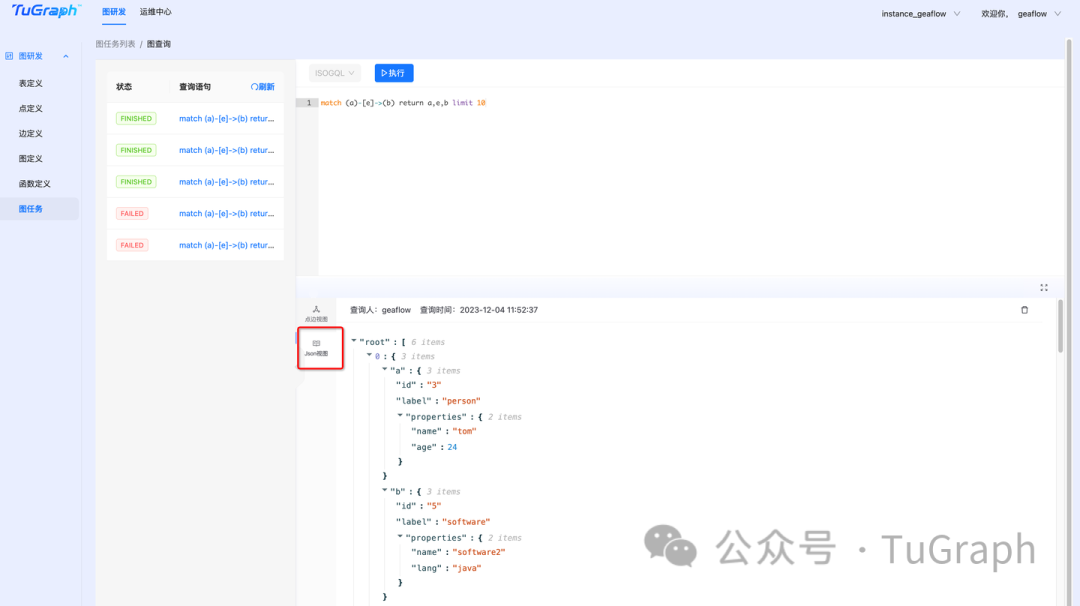 TuGraph
图研发 运维中心 instance_geaflow 欢迎你, geaflow
图任务列表 / 图查询
图研发
表定义
点定义
边定义
图定义
函数定义
图任务
状态 查询语句 刷新
FINISHED match (a)-[e]->(b) retur...
FINISHED match (a)-[e]->(b) retur...
FINISHED match (a)-[e]->(b) retur...
FAILED match (a)-[e]->(b) retur...
FAILED match (a)-[e]->(b) retur...
ISOGQL 执行
1 match (a)-[e]->(b) return a,e,b limit 10
点边视图
Json视图
查询人: geaflow 查询时间: 2023-12-04 11:52:37
"root" : [ 6 items
0 : { 3 items
"a" : { 3 items
"id" : "3"
"label" : "person"
"properties" : { 2 items
"name" : "tom"
"age" : 24
}
}
"b" : { 3 items
"id" : "5"
"label" : "software"
"properties" : { 2 items
"name" : "software2"
"lang" : "java"
}
}
公众号 · TuGraph